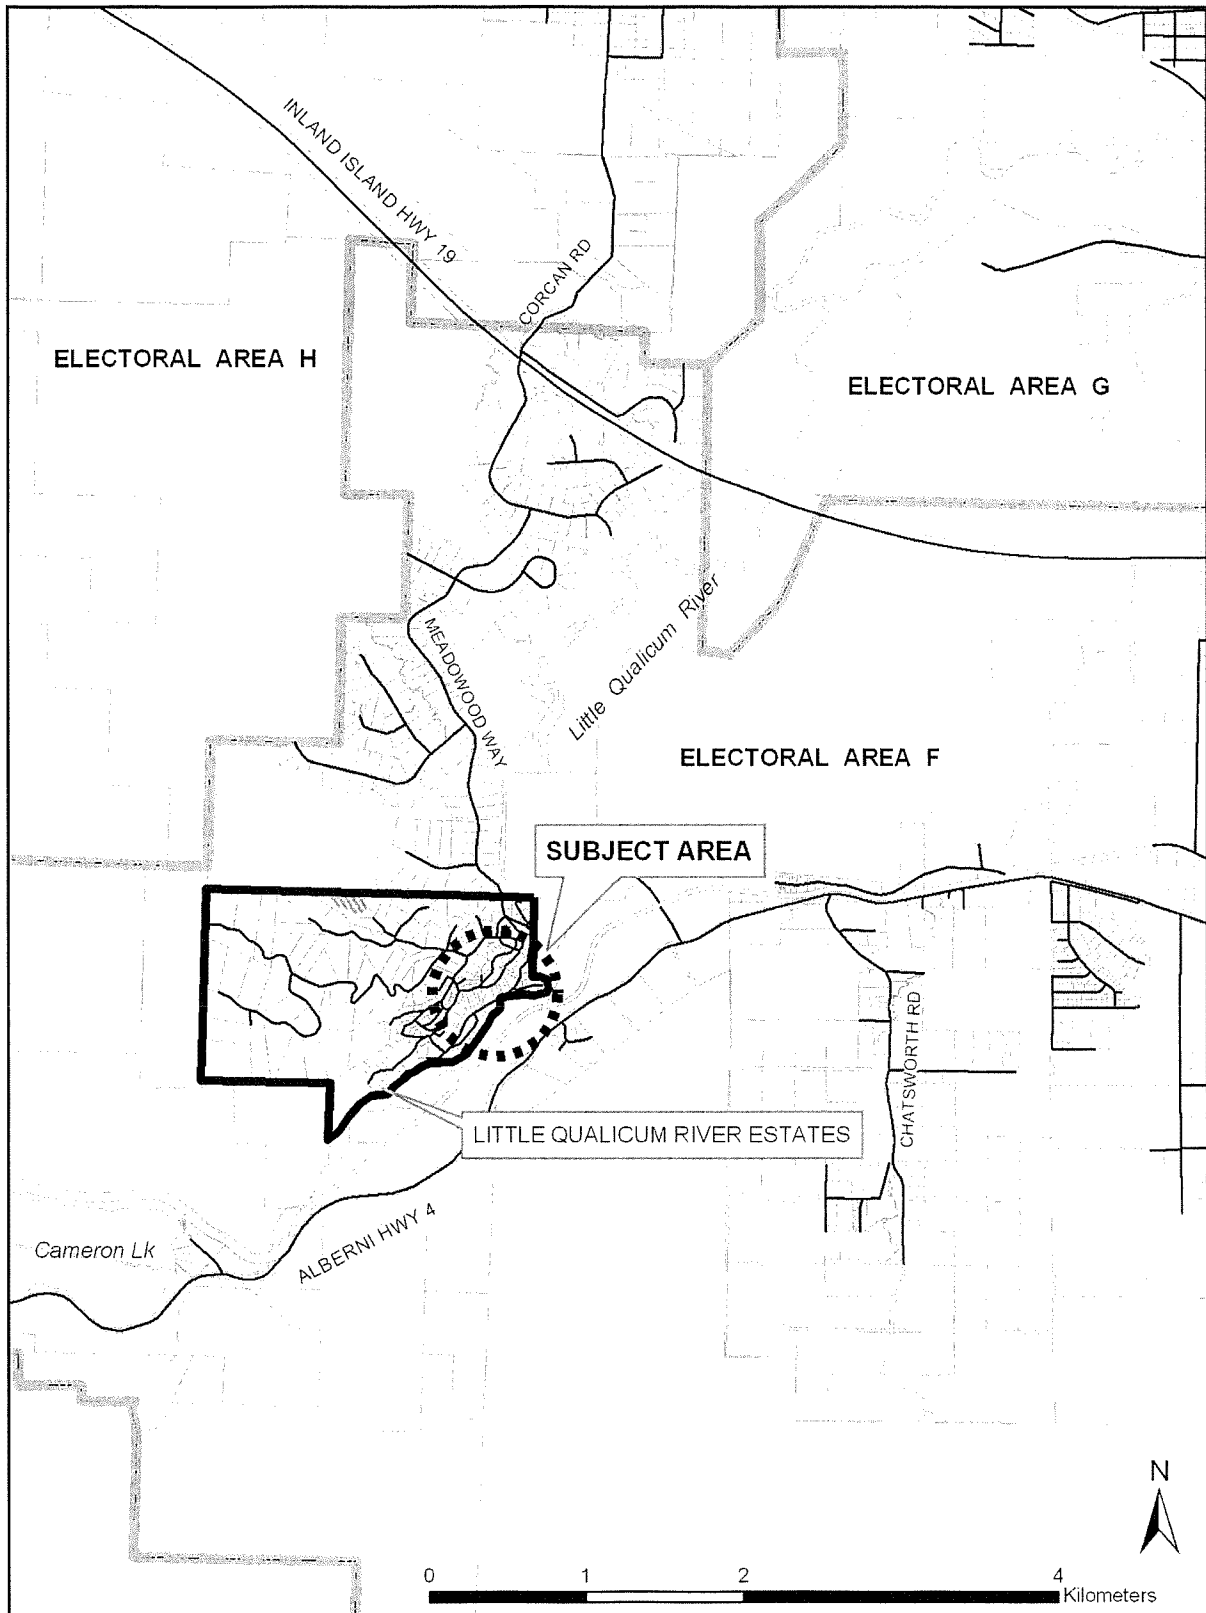 INLAND ISLAND HWY 19
CORCAN RD
ELECTORAL AREA H
ELECTORAL AREA G
MEADOWOOD WAY
Little Qualicum River
ELECTORAL AREA F
SUBJECT AREA
CHATSWORTH RD
LITTLE QUALICUM RIVER ESTATES
Cameron Lk
ALBERNI HWY 4
N
0 1 2 4
Kilometers